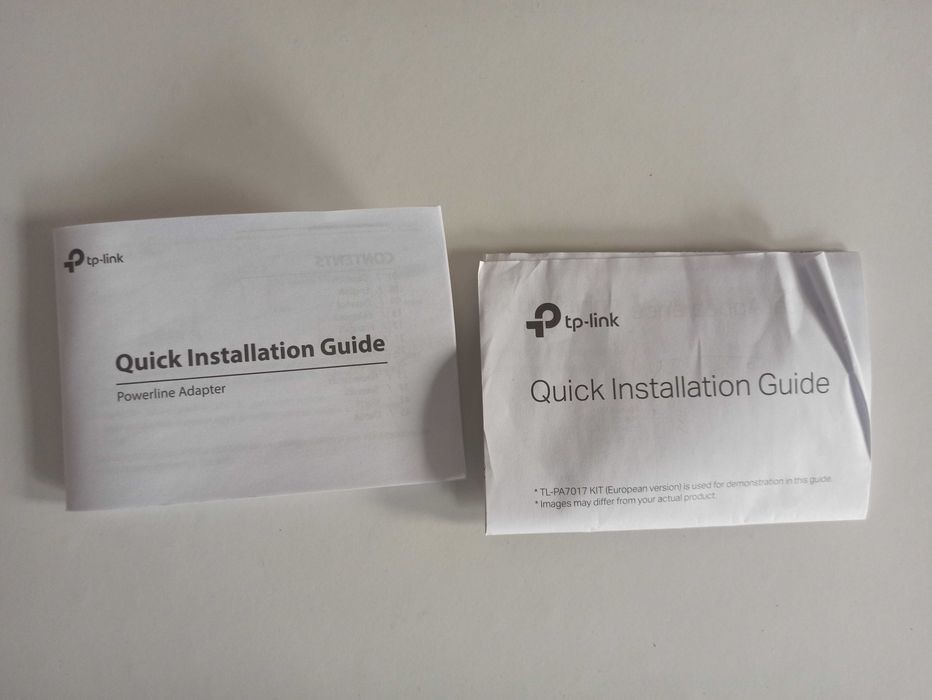 tp-link
Quick Installation Guide
Powerline Adapter
CONTENTS
tp-link
Quick Installation Guide
* TL-PA7017 KIT (European version) is used for demonstration in this guide.
* Images may differ from your actual product.